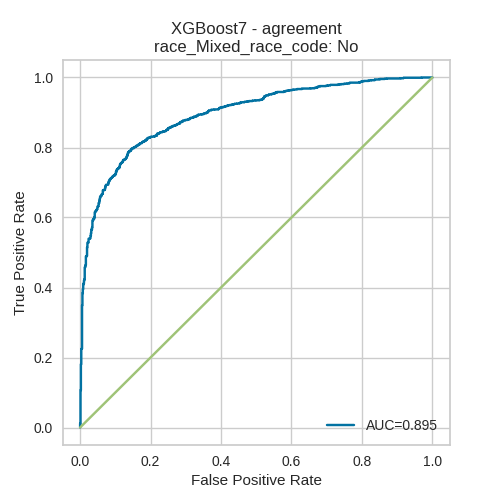 XGBoost7 - agreement
race_Mixed_race_code: No
True Positive Rate
1.0
0.8
0.6
0.4
0.2
0.0
AUC=0.895
0.0 0.2 0.4 0.6 0.8 1.0
False Positive Rate